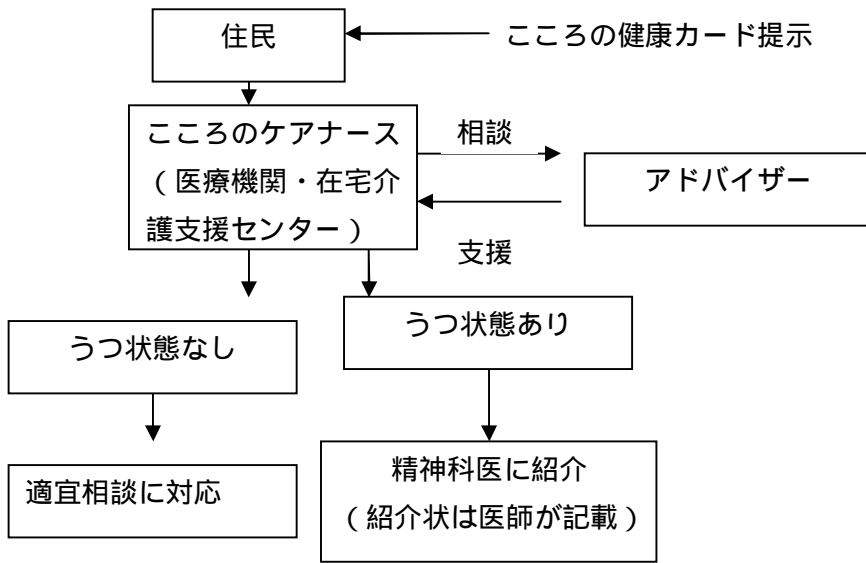 住民
こころの健康カード提示
こころのケアナース
（医療機関・在宅介
護支援センター）
相談
アドバイザー
支援
うつ状態なし
うつ状態あり
適宜相談に対応
精神科医に紹介
（紹介状は医師が記載）